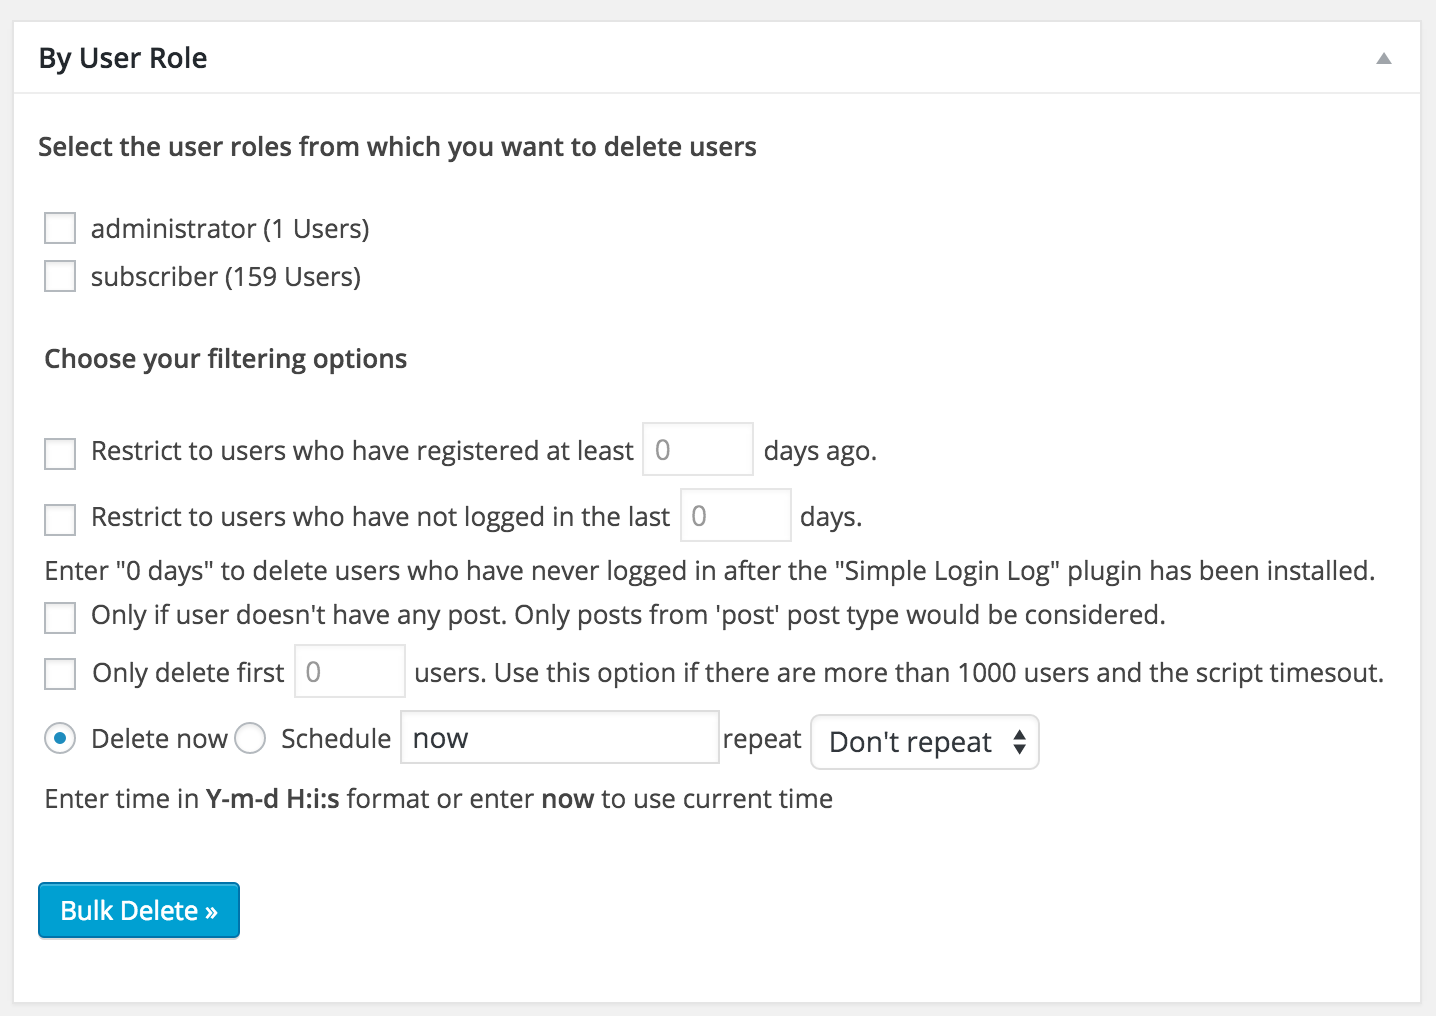 By User Role
Select the user roles from which you want to delete users
administrator (1 Users)
subscriber (159 Users)
Choose your filtering options
Restrict to users who have registered at least 0 days ago.
Restrict to users who have not logged in the last 0 days.
Enter "0 days" to delete users who have never logged in after the "Simple Login Log" plugin has been installed.
Only if user doesn't have any post. Only posts from 'post' post type would be considered.
Only delete first 0 users. Use this option if there are more than 1000 users and the script timesout.
Delete now Schedule now repeat Don't repeat
Enter time in Y-m-d H:i:s format or enter now to use current time
Bulk Delete »